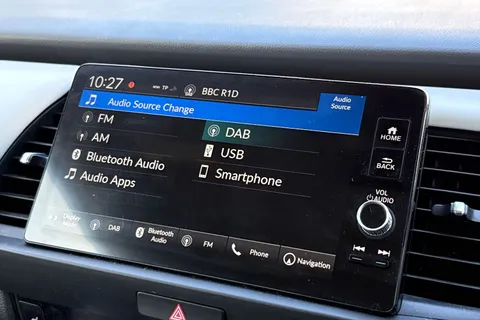 10:27 TP BBC R1D
Audio Source Change
Audio Source
FM
DAB
AM
USB
Bluetooth Audio
Smartphone
Audio Apps
HOME
BACK
VOL
AUDIO
Display
DAB
Bluetooth Audio
FM
Phone
Navigation